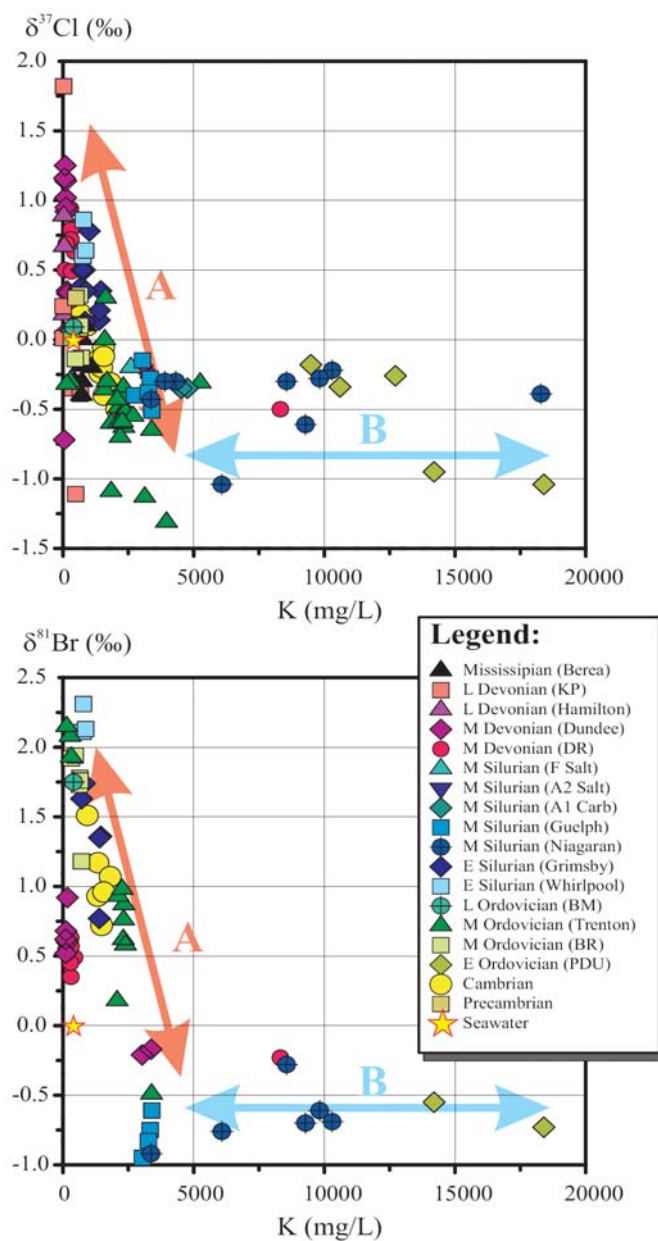 δ³⁷Cl (‰)
2.0
1.5
1.0
0.5
0.0
-0.5
-1.0
-1.5
A
B
0 5000 10000 15000 20000
K (mg/L)
δ⁸¹Br (‰)
2.5
2.0
1.5
1.0
0.5
0.0
-0.5
-1.0
A
B
0 5000 10000 15000 20000
K (mg/L)
Legend:
Mississipian (Berea)
L Devonian (KP)
L Devonian (Hamilton)
M Devonian (Dundee)
M Devonian (DR)
M Silurian (F Salt)
M Silurian (A2 Salt)
M Silurian (A1 Carb)
M Silurian (Guelph)
M Silurian (Niagaran)
E Silurian (Grimsby)
E Silurian (Whirlpool)
L Ordovician (BM)
M Ordovician (Trenton)
M Ordovician (BR)
E Ordovician (PDU)
Cambrian
Precambrian
Seawater